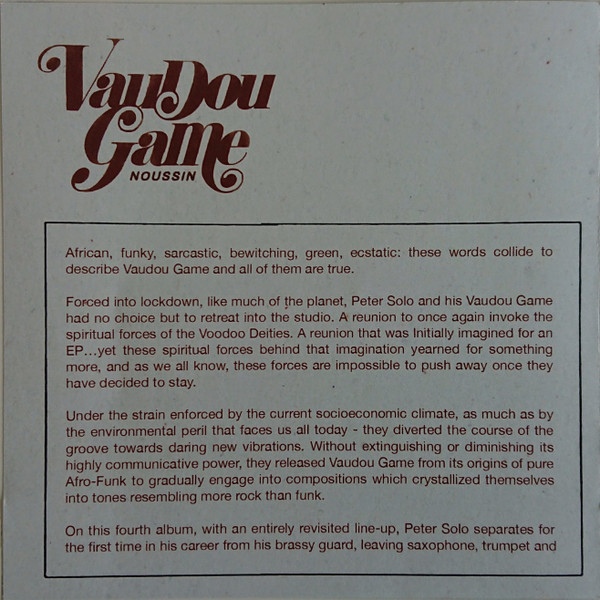 VauDou
Game
NOUSSIN
African, funky, sarcastic, bewitching, green, ecstatic: these words collide to
describe Vaudou Game and all of them are true.
Forced into lockdown, like much of the planet, Peter Solo and his Vaudou Game
had no choice but to retreat into the studio. A reunion to once again invoke the
spiritual forces of the Voodoo Deities. A reunion that was Initially imagined for an
EP...yet these spiritual forces behind that imagination yearned for something
more, and as we all know, these forces are impossible to push away once they
have decided to stay.
Under the strain enforced by the current socioeconomic climate, as much as by
the environmental peril that faces us all today - they diverted the course of the
groove towards daring new vibrations. Without extinguishing or diminishing its
highly communicative power, they released Vaudou Game from its origins of pure
Afro-Funk to gradually engage into compositions which crystallized themselves
into tones resembling more rock than funk.
On this fourth album, with an entirely revisited line-up, Peter Solo separates for
the first time in his career from his brassy guard, leaving saxophone, trumpet and